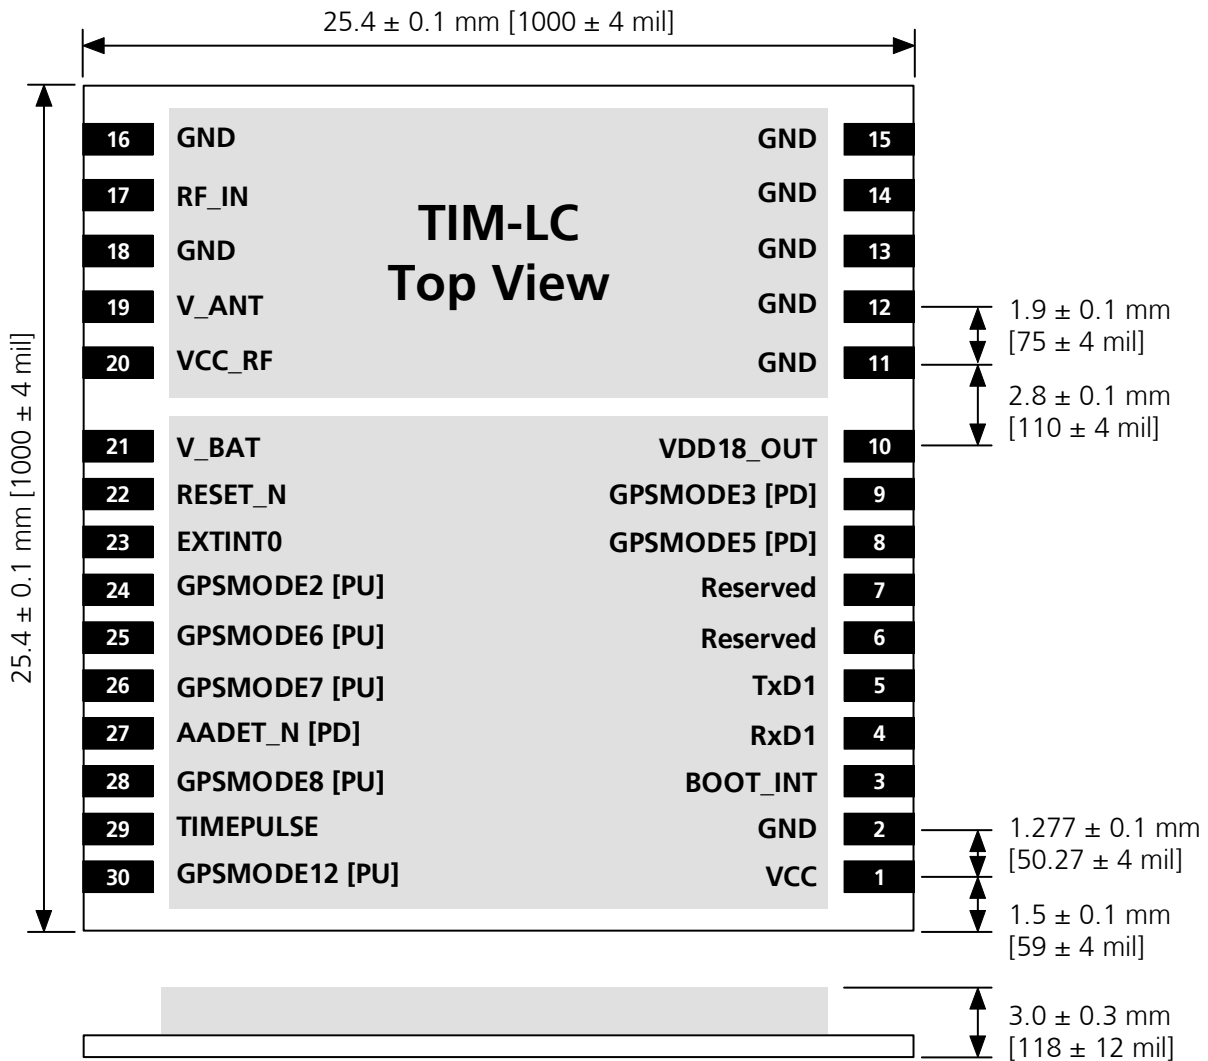 25.4 ± 0.1 mm [1000 ± 4 mil]
25.4 ± 0.1 mm [1000 ± 4 mil]
TIM-LC
Top View
16 GND GND 15
17 RF_IN GND 14
18 GND GND 13
19 V_ANT GND 12
20 VCC_RF GND 11
21 V_BAT VDD18_OUT 10
22 RESET_N GPSMODE3 [PD] 9
23 EXTINT0 GPSMODE5 [PD] 8
24 GPSMODE2 [PU] Reserved 7
25 GPSMODE6 [PU] Reserved 6
26 GPSMODE7 [PU] TxD1 5
27 AADET_N [PD] RxD1 4
28 GPSMODE8 [PU] BOOT_INT 3
29 TIMEPULSE GND 2
30 GPSMODE12 [PU] VCC 1
1.9 ± 0.1 mm
[75 ± 4 mil]
2.8 ± 0.1 mm
[110 ± 4 mil]
1.277 ± 0.1 mm
[50.27 ± 4 mil]
1.5 ± 0.1 mm
[59 ± 4 mil]
3.0 ± 0.3 mm
[118 ± 12 mil]